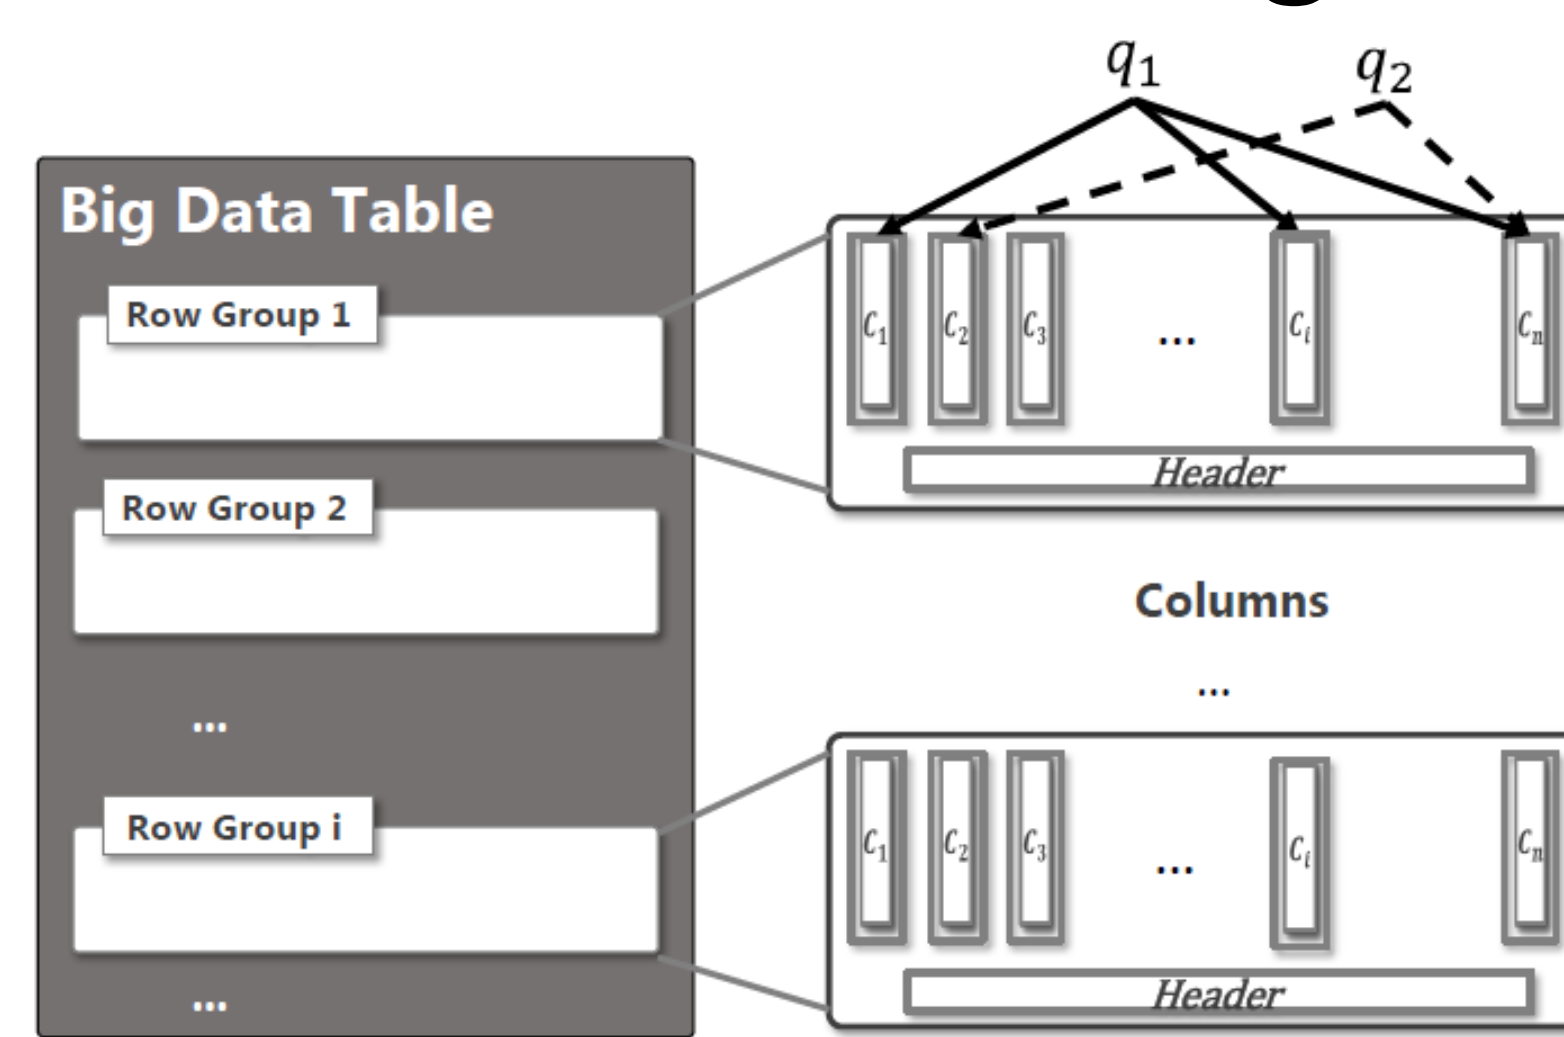 q₁ q₂
Big Data Table
Row Group 1
C₁ C₂ C₃ ... Cᵢ Cₙ
Header
Row Group 2
Columns
...
...
Row Group i
C₁ C₂ C₃ ... Cᵢ Cₙ
Header
...